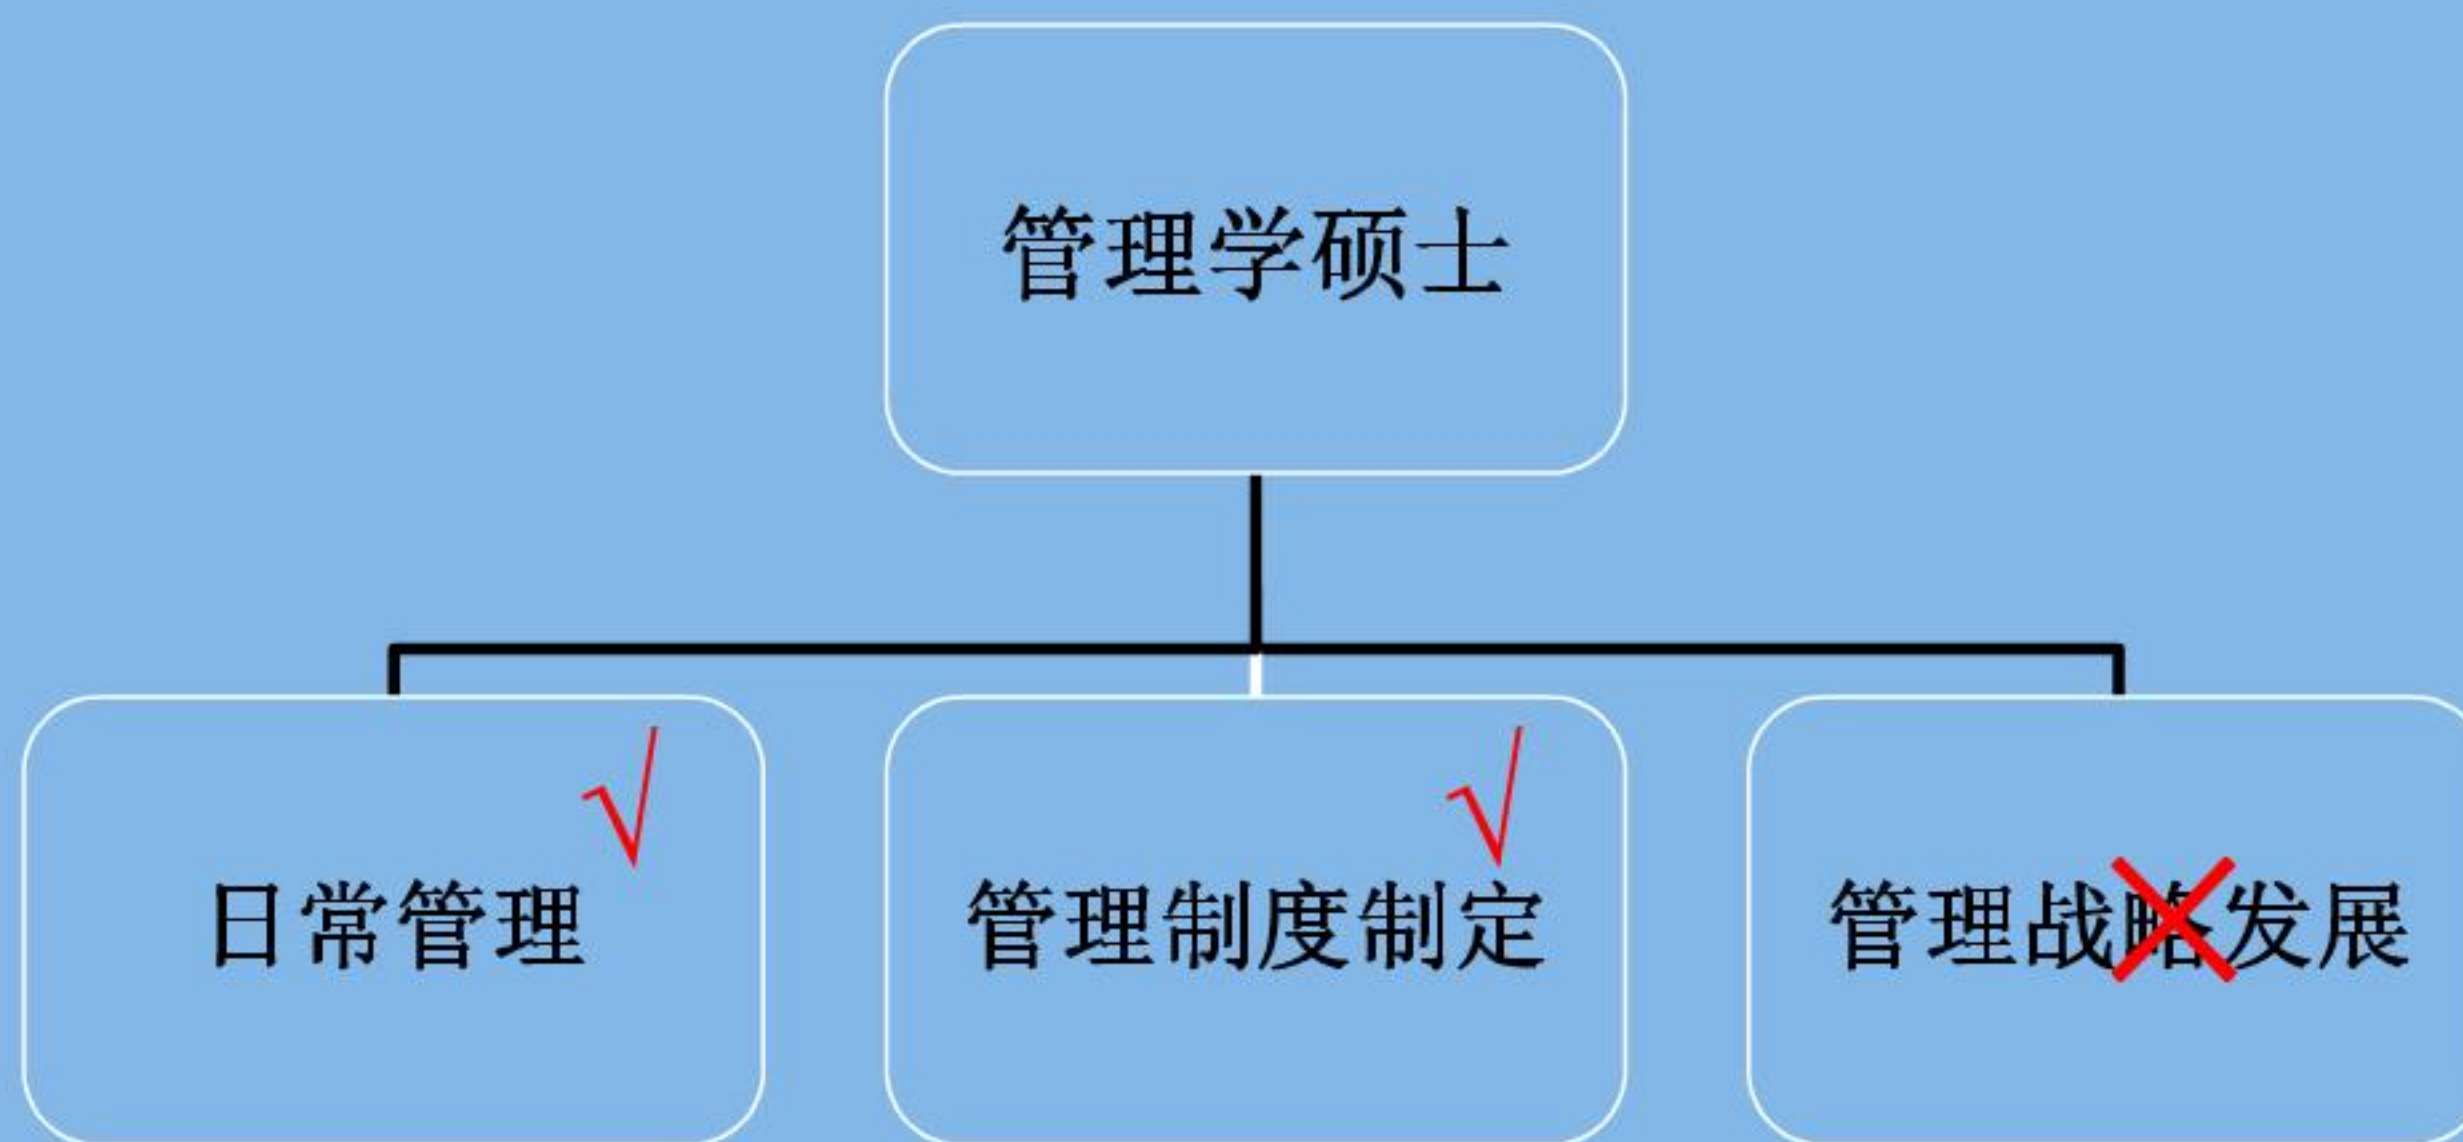 管理学硕士
√
√
日常管理
管理制度制定
管理战略发展